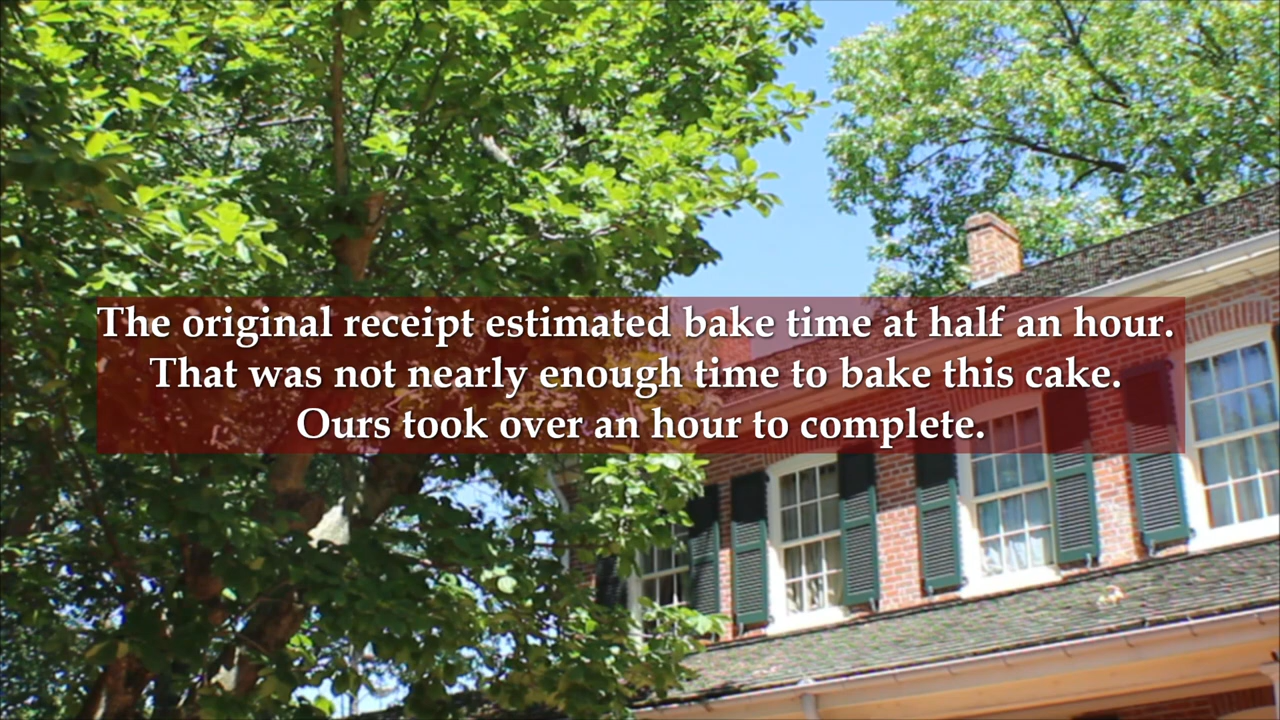 The original receipt estimated bake time at half an hour.
That was not nearly enough time to bake this cake.
Ours took over an hour to complete.